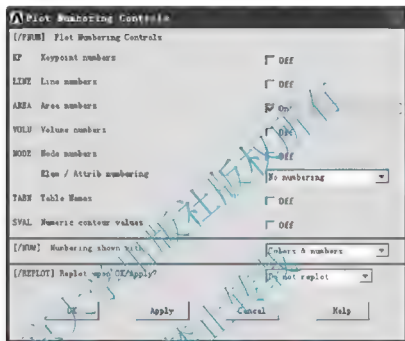 Plot Numbering Controls
[/PNUM] Plot Numbering Controls
KP Keypoint numbers Off
LINE Line numbers Off
AREA Area numbers On
VOLU Volume numbers Off
NODE Node numbers Off
Elem / Attrib numbering No numbering
TABN Table Names Off
SVAL Numeric contour values Off
[/NUM] Numbering shown with Colors & numbers
[/REPLOT] Replot upon OK/Apply? Do not replot
OK Apply Cancel Help